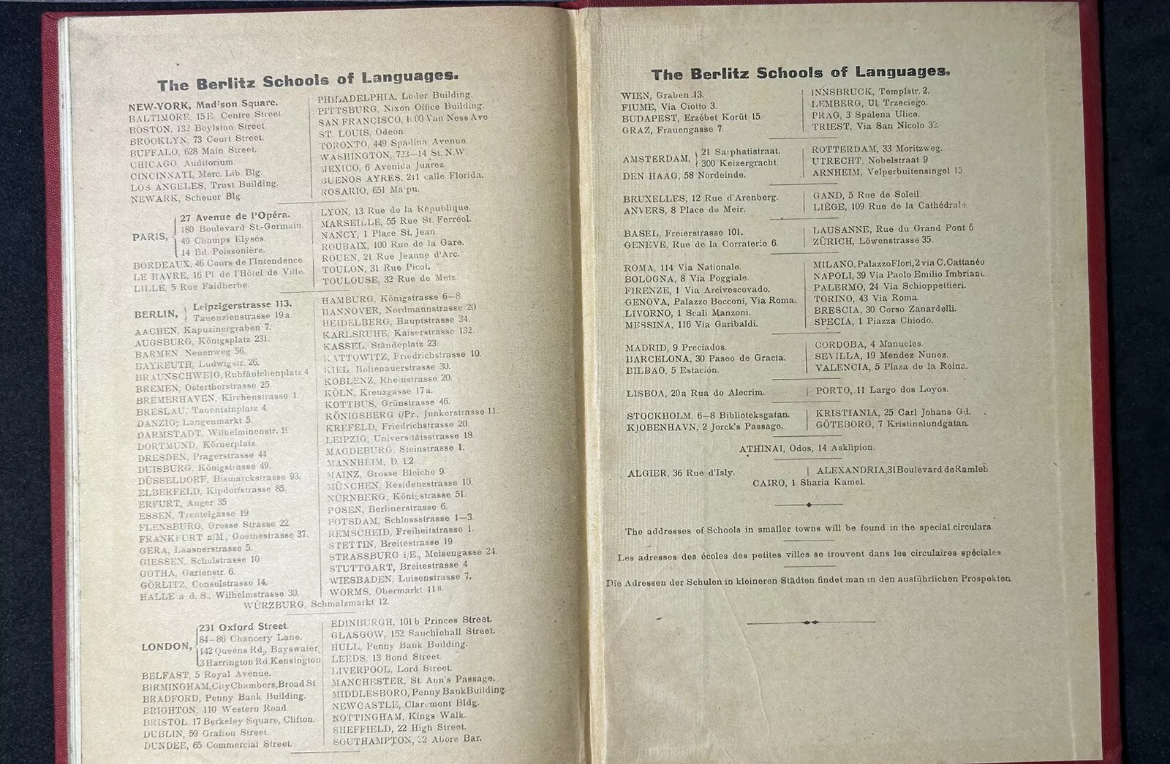 The Berlitz Schools of Languages.
NEW-YORK, Madison Square.
BALTIMORE, 15 E. Centre Street
BOSTON, 132 Boylston Street
BROOKLYN, 73 Court Street.
BUFFALO, 628 Main Street.
CHICAGO, Auditorium
CINCINNATI, Merc. Lib. Blg.
LOS ANGELES, Trust Building.
NEWARK, Scheuer Blg.
PHILADELPHIA, Loder Building
PITTSBURG, Nixon Office Building.
SAN FRANCISCO, Van Ness Ave
ST. LOUIS, Odeon
TORONTO, 449 Spadina Avenue
WASHINGTON, 723—14 St. N.W.
MEXICO, 6 Avenida Juarez
BUENOS AYRES, 241 calle Florida.
ROSARIO, 651 Maipu.
PARIS,
27 Avenue de l'Opéra.
180 Boulevard St-Germain
49 Champs Elysés
14 Bd. Poissonière.
BORDEAUX, 46 Cours de l'Intendence
LE HAVRE, 16 Pl. de l'Hôtel de Ville.
LILLE, 5 Rue Faidherbe.
LYON, 13 Rue de la République.
MARSEILLE, 55 Rue St. Ferréol.
NANCY, 1 Place St. Jean
ROUBAIX, 100 Rue de la Gare.
ROUEN, 21 Rue Jeanne d'Arc.
TOULON, 31 Rue Picot.
TOULOUSE, 32 Rue de Metz
BERLIN,
Leipzigerstrasse 113.
Tauenzienstrasse 19a.
AACHEN, Kapuzinergraben 7.
AUGSBURG, Königsplatz 231.
BARMEN Neuenweg 56.
BAYREUTH, Ludwigstr. 26.
BRAUNSCHWEIG, Ruhfäutchenplatz 4
BREMEN, Osterthorstrasse 25
BREMERHAVEN, Kirchenstrasse 1.
BRESLAU, Tauentzinplatz 4
DANZIG; Langenmarkt 5
DARMSTADT, Wilhelminenstr.
DORTMUND, Körnerplatz
DRESDEN, Pragerstrasse 44
DUISBURG, Königstrasse 49.
DÜSSELDORF, Bismarckstrasse 93.
ELBERFELD, Kipdorfstrasse 85.
ERFURT, Anger 35
ESSEN, Trentelgasse 19
FLENSBURG, Grosse Strasse 22
FRANKFURT a/M., Goethestrasse 37.
GERA, Laasnerstrasse 5.
GIESSEN, Schulstrasse 10
GOTHA, Gartenstr. 6.
GÖRLITZ, Consulstrasse 14.
HALLE a d. S., Wilhelmstrasse 39.
HAMBURG, Königstrasse 6—8
HANNOVER, Nordmannstrasse 20
HEIDELBERG, Hauptstrasse 34.
KARLSRUHE, Kaiserstrasse 132.
KASSEL, Ständeplatz 23
KATTOWITZ, Friedrichstrasse 10.
KIEL, Holtenauerstrasse 30.
KOBLENZ, Rheinstrasse 20
KÖLN, Kreuzgasse 17a.
KOTTBUS, Grünstrasse 46.
KÖNIGSBERG i/Pr., Junkerstrasse 11.
KREFELD, Friedrichstrasse 20.
LEIPZIG, Universitätsstrasse 18.
MAGDEBURG, Steinstrasse 1.
MANNHEIM, D. 1.2
MAINZ, Grosse Bleiche 9.
MÜNCHEN, Residenzstrasse 10.
NÜRNBERG, Königstrasse 51.
POSEN, Berlinerstrasse 6.
POTSDAM, Schlossstrasse 1—3
REMSCHEID, Freiheitstrasse 1.
STETTIN, Breitestrasse 19
STRASSBURG i/E., Meisengasse 24
STUTTGART, Breitestrasse 4
WIESBADEN, Luisenstrasse 7.
WORMS, Obermarkt
WÜRZBURG, Schmalzmarkt 12.
LONDON,
231 Oxford Street
84—86 Chancery Lane.
142 Queens Rd., Bayswater,
3 Harrington Rd. Kensington
BELFAST, 5 Royal Avenue.
BIRMINGHAM, City Chambers, Broad St
BRADFORD, Penny Bank Building.
BRIGHTON, 110 Western Road
BRISTOL, 17 Berkeley Square, Clifton.
DUBLIN, 59 Grafton Street
DUNDEE, 65 Commercial Street.
EDINBURGH, 101b Princes Street.
GLASGOW, 152 Sauchiehall Street.
HULL, Penny Bank Building.
LEEDS, 13 Bond Street.
LIVERPOOL, Lord Street.
MANCHESTER, St Ann's Passage.
MIDDLESBORO, Penny Bank Building
NEWCASTLE, Claremont Bldg.
NOTTINGHAM, Kings Walk.
SHEFFIELD, 22 High Street.
SOUTHAMPTON, Above Bar.
The Berlitz Schools of Languages.
WIEN, Graben 13.
FIUME, Via Ciotto 3.
BUDAPEST, Erzébet Korút 15
GRAZ, Frauengasse 7.
INNSBRUCK, Templstr. 2.
LEMBERG, Ul. Trzeciego.
PRAG, 3 Spálena Ulice.
TRIEST, Via San Nicolo 32
AMSTERDAM,
21 Sarphatistraat.
300 Keizergracht
DEN HAAG, 58 Nordeinde.
ROTTERDAM, 33 Moritzweg.
UTRECHT, Nobelstraat 9
ARNHEIM, Velperbuitensingel
BRUXELLES, 12 Rue d'Arenberg.
ANVERS, 8 Place de Meir.
GAND, 5 Rue de Soleil.
LIÉGE, 109 Rue de la Cathédrale
BASEL, Freierstrasse 101.
GENEVE, Rue de la Corraterie 6
LAUSANNE, Rue du Grand Pont 6
ZÜRICH, Löwenstrasse 35
ROMA, 114 Via Nationale.
BOLOGNA, 8 Via Poggiale.
FIRENZE, 1 Via Arcivescovado.
GENOVA, Palazzo Bocconi, Via Roma.
LIVORNO, 1 Scali Manzoni.
MESSINA, 116 Via Garibaldi.
MILANO, Palazzo Flori, 2 via C. Cattanéo
NAPOLI, 39 Via Paolo Emilio Imbriani.
PALERMO, 24 Via Schioppettieri.
TORINO, 43 Via Roma
BRESCIA, 30 Corso Zanardelli.
SPECIA, 1 Piazza Chiodo.
MADRID, 9 Preciados.
BARCELONA, 30 Paseo de Gracia.
BILBAO, 5 Estación.
CORDOBA, 4 Manueles.
SEVILLA, 19 Mendez Nunez.
VALENCIA, 5 Plaza de la Roina.
LISBOA, 20a Rua do Alecrim.
PORTO, 11 Largo dos Loyos.
STOCKHOLM, 6—8 Biblioteksgatan.
KJOBENHAVN, 2 Jorck's Passage.
KRISTIANIA, 25 Carl Johans Gd.
GÖTEBORG, 7 Kristinelundgatan.
ATHINAI, Odos, 14 Asklipion.
ALGIER, 36 Rue d'Isly.
ALEXANDRIA, 31 Boulevard de Ramleh
CAIRO, 1 Sharia Kamel.
The addresses of Schools in smaller towns will be found in the special circulars
Les adresses des écoles des petites villes se trouvent dans les circulaires spéciales
Die Adressen der Schulen in kleineren Städten findet man in den ausführlichen Prospekten